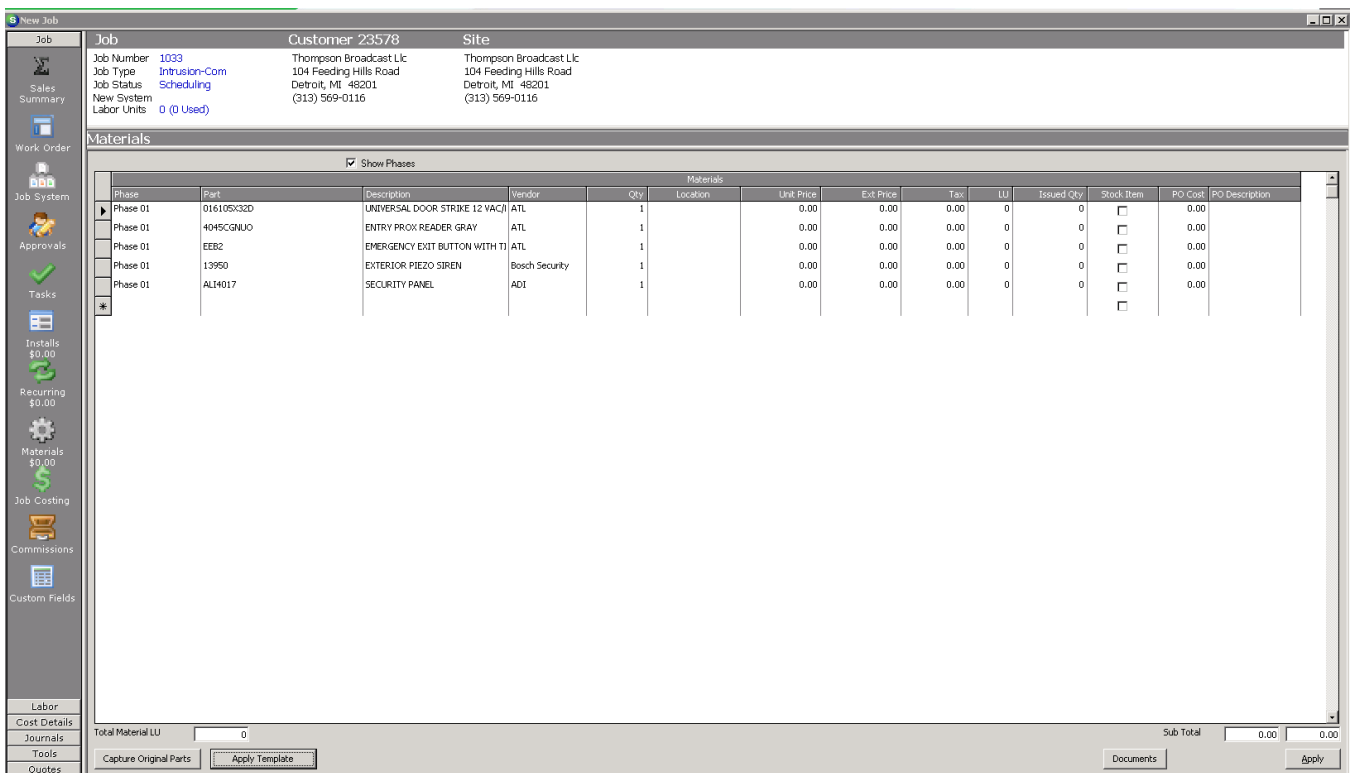 S New Job
Job
Sales
Summary
Work Order
Job System
Approvals
Tasks
Installs
$0.00
Recurring
$0.00
Materials
$0.00
Job Costing
Commissions
Custom Fields
Labor
Cost Details
Journals
Tools
Quotes
Job Customer 23578 Site
Job Number 1033 Thompson Broadcast Llc Thompson Broadcast Llc
Job Type Intrusion-Com 104 Feeding Hills Road 104 Feeding Hills Road
Job Status Scheduling Detroit, MI 48201 Detroit, MI 48201
New System (313) 569-0116 (313) 569-0116
Labor Units 0 (0 Used)
Materials
Show Phases
Materials
Phase Part Description Vendor Qty Location Unit Price Ext Price Tax LU Issued Qty Stock Item PO Cost PO Description
Phase 01 016105X32D UNIVERSAL DOOR STRIKE 12 VAC/ ATL 1 0.00 0.00 0.00 0 0 0.00
Phase 01 4045CGNUO ENTRY PROX READER GRAY ATL 1 0.00 0.00 0.00 0 0 0.00
Phase 01 EEB2 EMERGENCY EXIT BUTTON WITH TI ATL 1 0.00 0.00 0.00 0 0 0.00
Phase 01 13950 EXTERIOR PIEZO SIREN Bosch Security 1 0.00 0.00 0.00 0 0 0.00
Phase 01 ALI4017 SECURITY PANEL ADI 1 0.00 0.00 0.00 0 0 0.00
Total Material LU 0 Sub Total 0.00 0.00
Capture Original Parts Apply Template Documents Apply